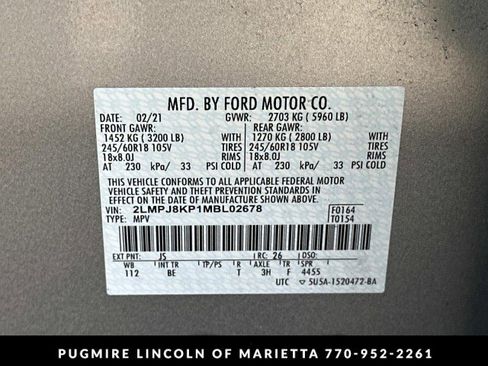 MFD. BY FORD MOTOR CO.
DATE: 02/21 GVWR: 2703 KG ( 5960 LB)
FRONT GAWR: REAR GAWR:
1452 KG ( 3200 LB) WITH 1270 KG ( 2800 LB) WITH
245/60R18 105V TIRES 245/60R18 105V TIRES
18x8.0J RIMS 18x8.0J RIMS
AT 230 kPa/ 33 PSI COLD AT 230 kPa/ 33 PSI COLD
THIS VEHICLE CONFORMS TO ALL APPLICABLE FEDERAL MOTOR
VEHICLE SAFETY AND THEFT PREVENTION STANDARDS IN
EFFECT ON THE DATE OF MANUFACTURE SHOWN ABOVE.
VIN: 2LMPJ8KP1MBL02678 F0164
TYPE: MPV T0154
EXT PNT: JS RC: 26 DSO:
WB INT TR TP/PS R AXLE TR SPR
112 BE T 3H F 4455
UTC ▽ 5U5A-1520472-BA
PUGMIRE LINCOLN OF MARIETTA 770-952-2261